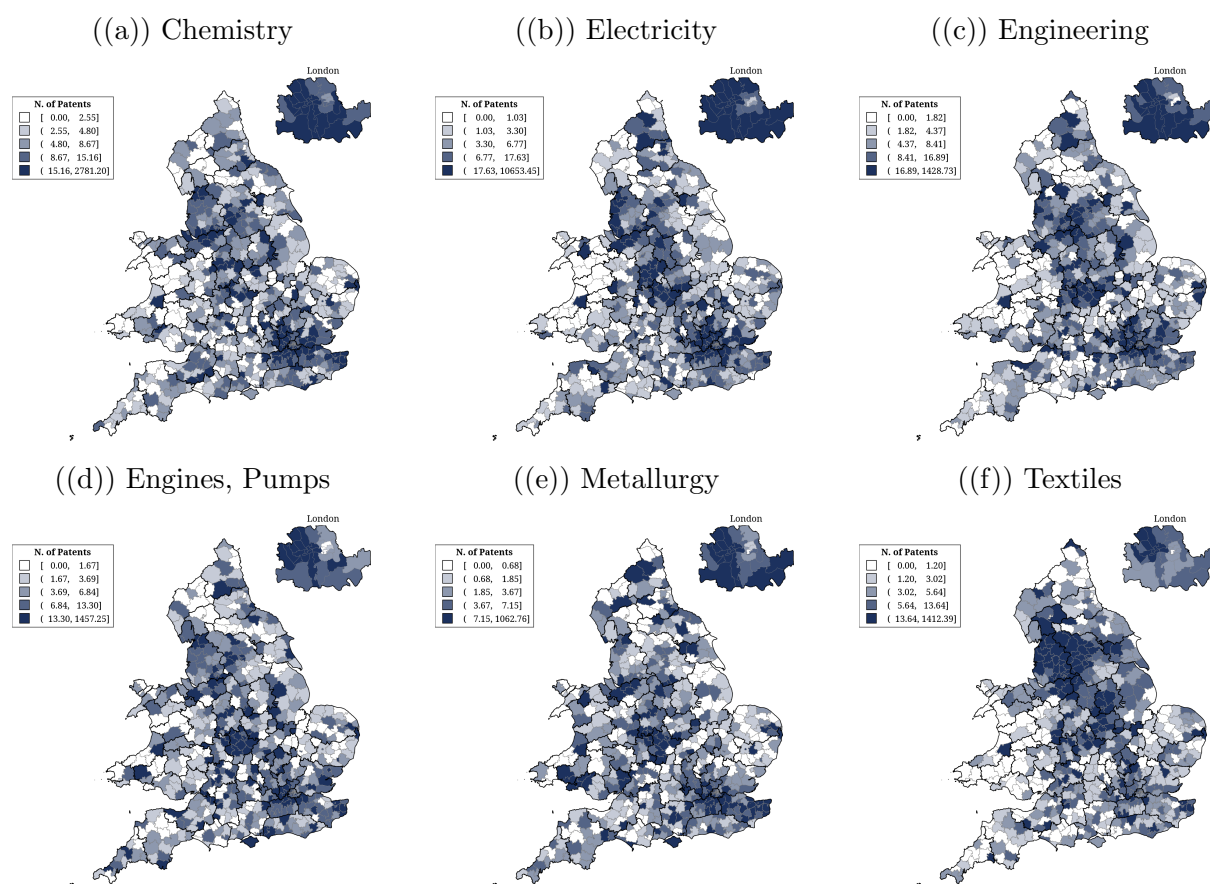 ((a)) Chemistry
((b)) Electricity
((c)) Engineering
London
N. of Patents
[ 0.00, 2.55]
( 2.55, 4.80]
( 4.80, 8.67]
( 8.67, 15.16]
( 15.16, 2781.20]
London
N. of Patents
[ 0.00, 1.03]
( 1.03, 3.30]
( 3.30, 6.77]
( 6.77, 17.63]
( 17.63, 10653.45]
London
N. of Patents
[ 0.00, 1.82]
( 1.82, 4.37]
( 4.37, 8.41]
( 8.41, 16.89]
( 16.89, 1428.73]
((d)) Engines, Pumps
((e)) Metallurgy
((f)) Textiles
London
N. of Patents
[ 0.00, 1.67]
( 1.67, 3.69]
( 3.69, 6.84]
( 6.84, 13.30]
( 13.30, 1457.25]
London
N. of Patents
[ 0.00, 0.68]
( 0.68, 1.85]
( 1.85, 3.67]
( 3.67, 7.15]
( 7.15, 1062.76]
London
N. of Patents
[ 0.00, 1.20]
( 1.20, 3.02]
( 3.02, 5.64]
( 5.64, 13.64]
( 13.64, 1412.39]